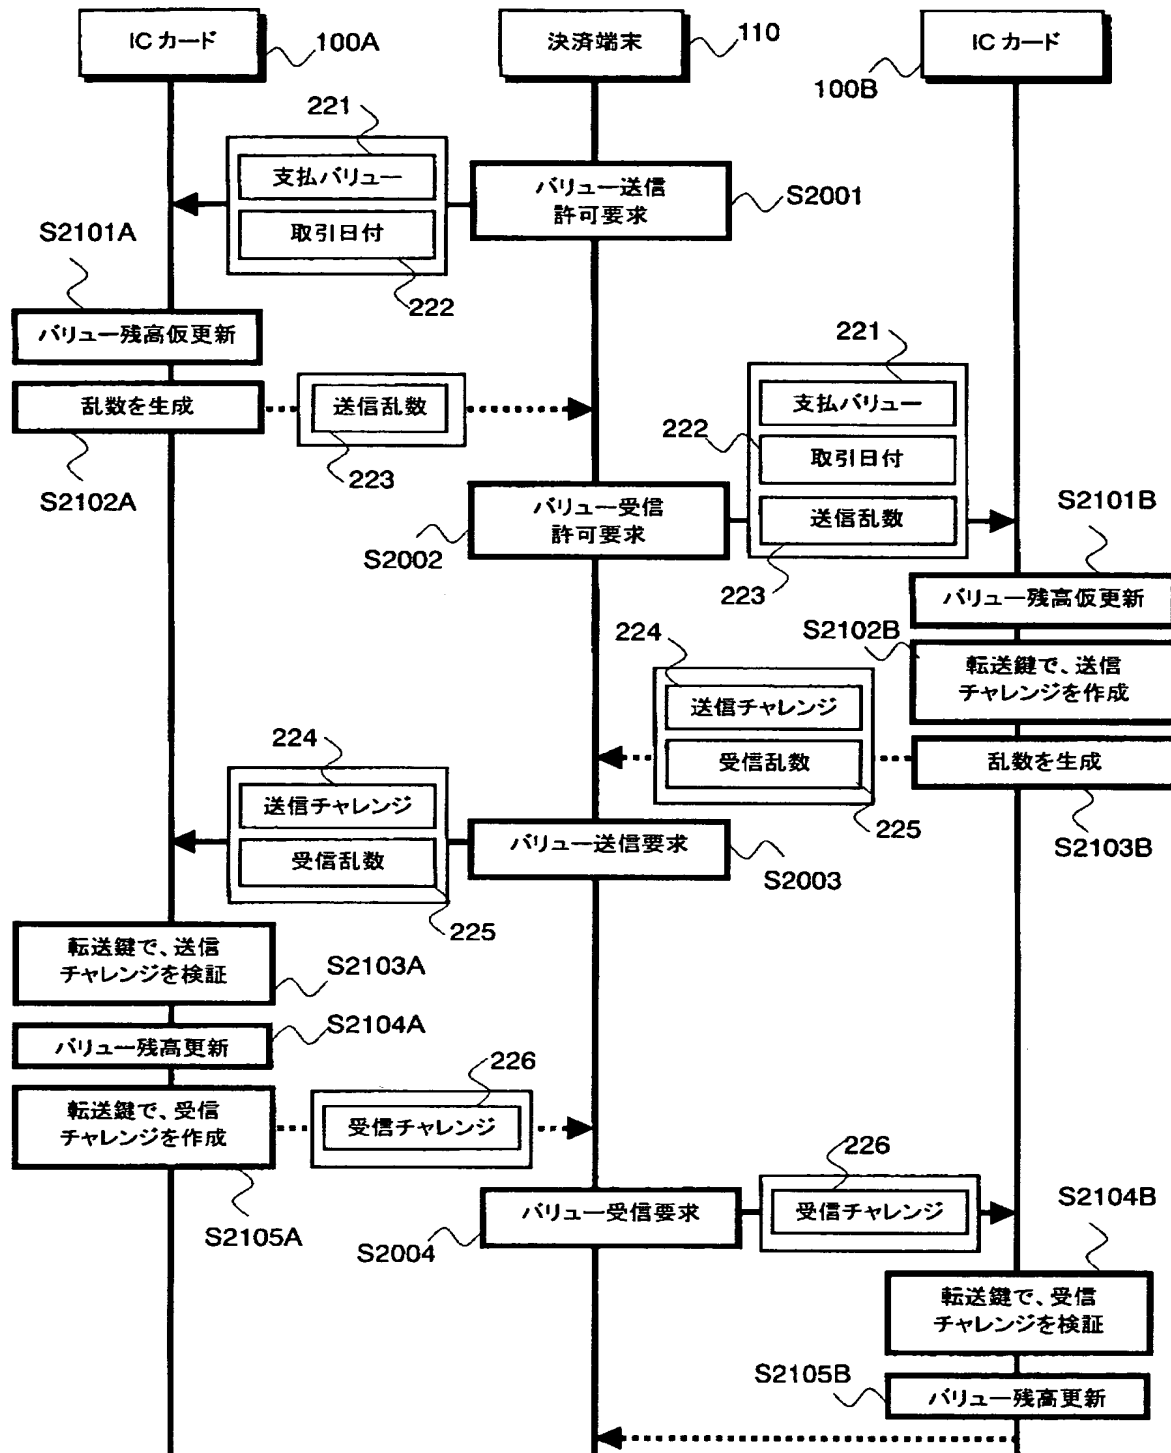 ICカード
100A
決済端末
110
ICカード
100B
221
支払バリュー
取引日付
222
バリュー送信
許可要求
S2001
S2101A
バリュー残高仮更新
乱数を生成
S2102A
送信乱数
223
221
支払バリュー
222
取引日付
送信乱数
223
バリュー受信
許可要求
S2002
S2101B
バリュー残高仮更新
S2102B
転送鍵で、送信
チャレンジを作成
224
送信チャレンジ
受信乱数
225
乱数を生成
S2103B
224
送信チャレンジ
受信乱数
225
バリュー送信要求
S2003
転送鍵で、送信
チャレンジを検証
S2103A
バリュー残高更新
S2104A
転送鍵で、受信
チャレンジを作成
S2105A
226
受信チャレンジ
バリュー受信要求
S2004
226
受信チャレンジ
S2104B
転送鍵で、受信
チャレンジを検証
S2105B
バリュー残高更新